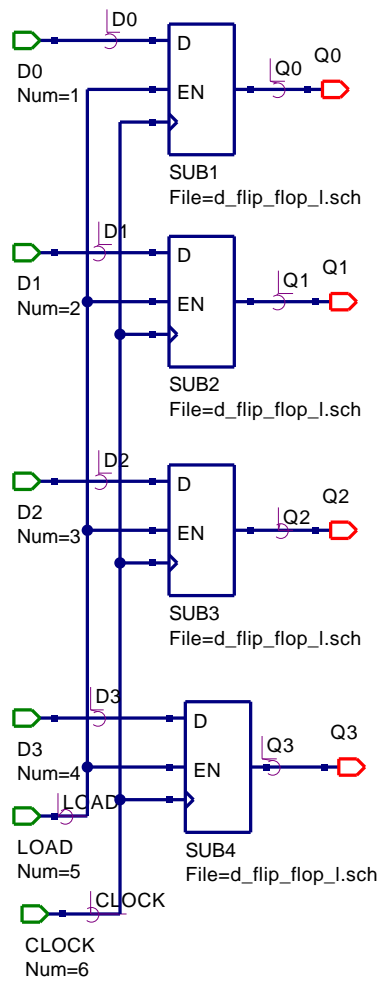 D0
Q0
Q0
D
D0
Num=1
EN
SUB1
File=d_flip_flop_l.sch
D1
Q1
Q1
D
D1
Num=2
EN
SUB2
File=d_flip_flop_l.sch
D2
Q2
Q2
D
D2
Num=3
EN
SUB3
File=d_flip_flop_l.sch
D3
Q3
Q3
D
D3
Num=4
EN
LOAD
LOAD
Num=5
SUB4
File=d_flip_flop_l.sch
CLOCK
CLOCK
Num=6